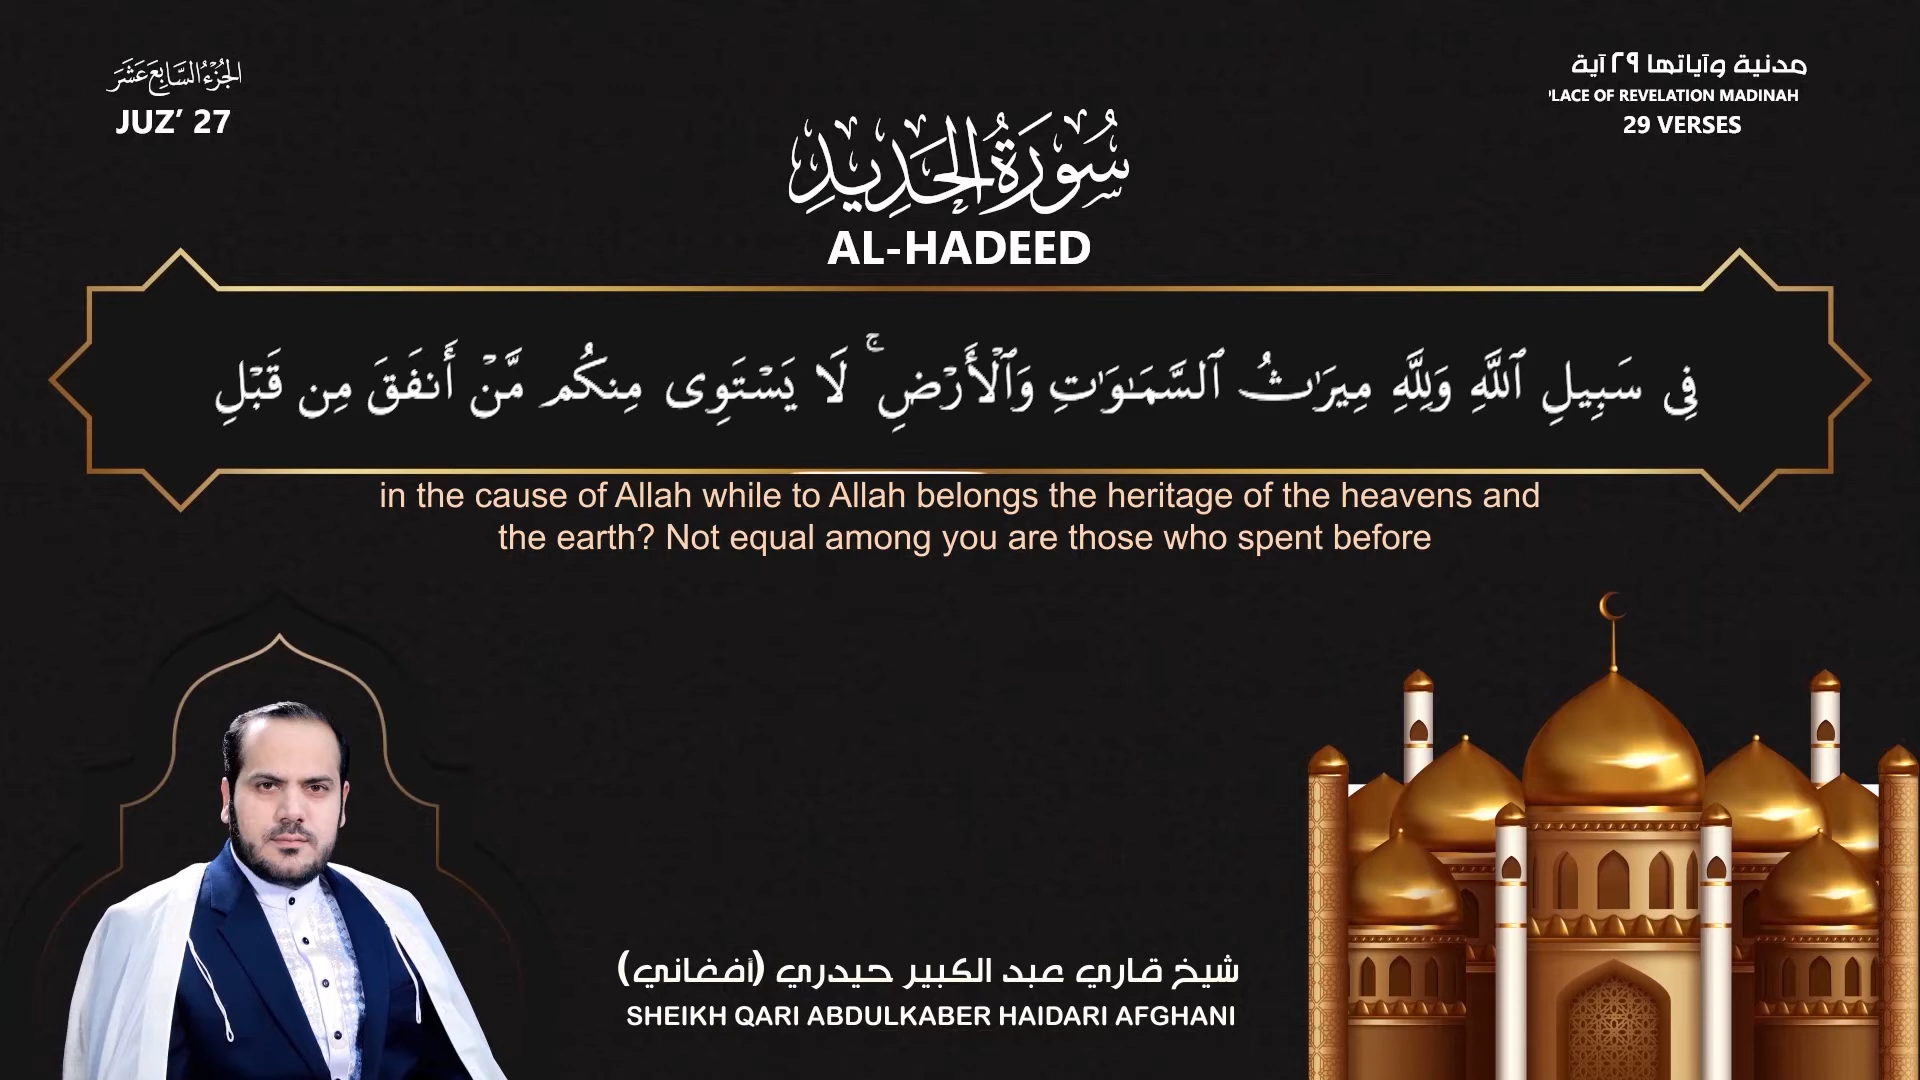 الجُزْءُ السَّابِعَ عَشَرَ
JUZ’ 27
مدنية وآياتها ٢٩ آية
PLACE OF REVELATION MADINAH
29 VERSES
سُورَةُ الحَدِيدِ
AL-HADEED
فِى سَبِيلِ ٱللَّهِ وَلِلَّهِ مِيرَٰثُ ٱلسَّمَـٰوَٰتِ وَٱلْأَرْضِ ۚ لَا يَسْتَوِى مِنكُم مَّنْ أَنفَقَ مِن قَبْلِ
in the cause of Allah while to Allah belongs the heritage of the heavens and
the earth? Not equal among you are those who spent before
شيخ قاري عبد الكبير حيدري (أفغاني)
SHEIKH QARI ABDULKABER HAIDARI AFGHANI